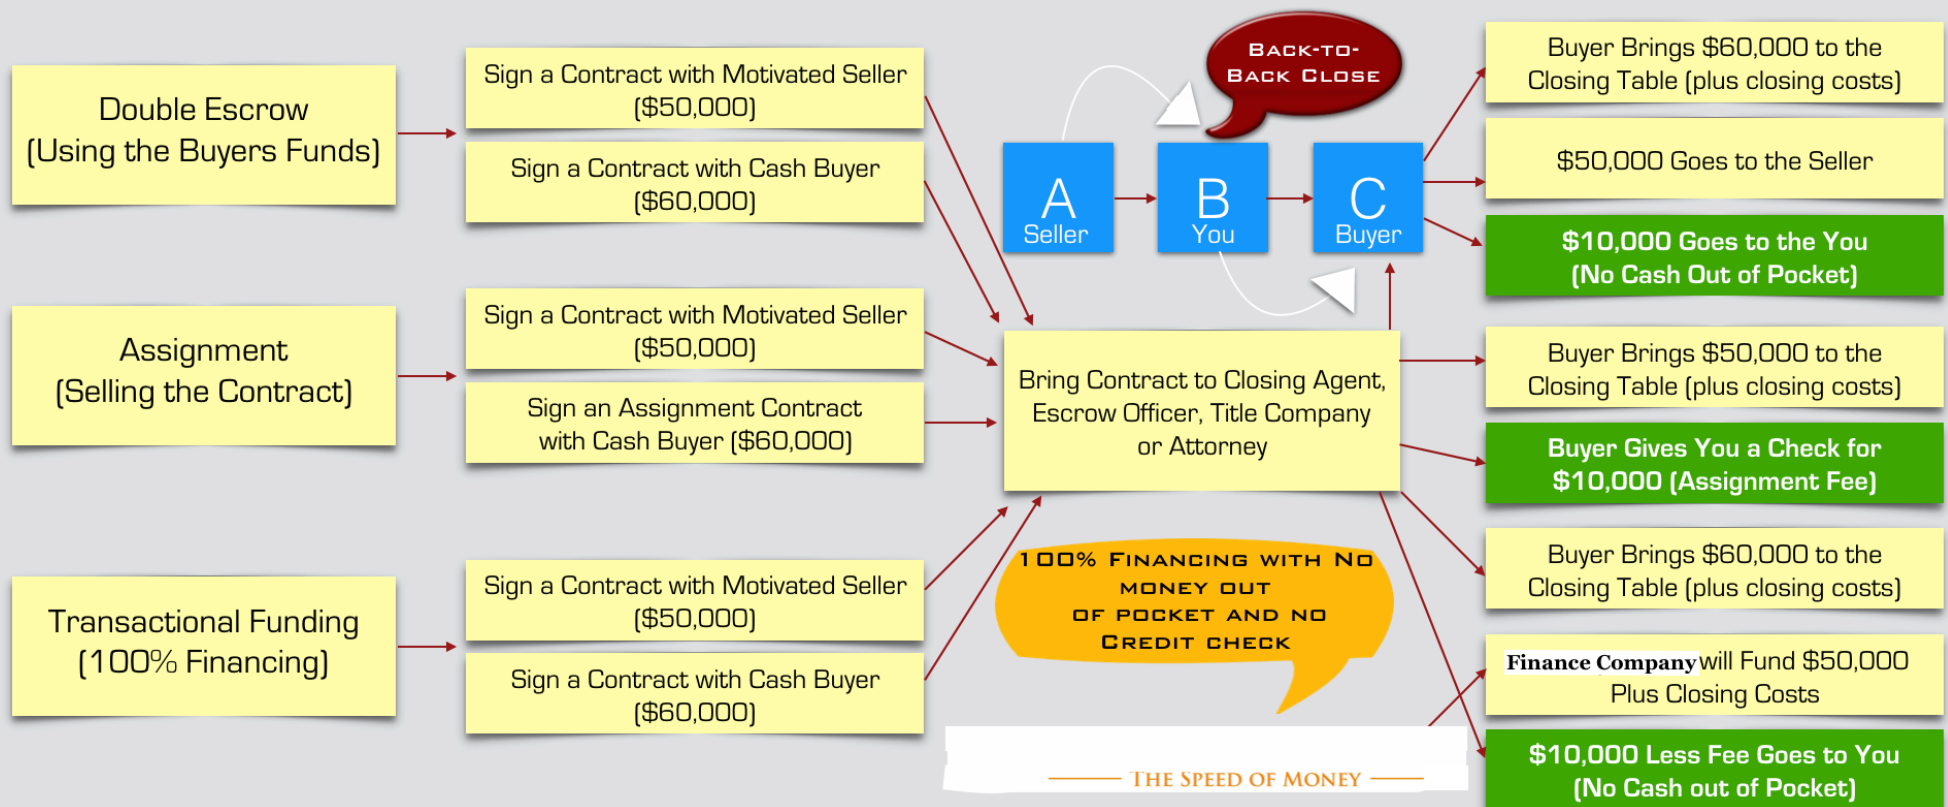 Double Escrow
(Using the Buyers Funds)
Sign a Contract with Motivated Seller
($50,000)
Sign a Contract with Cash Buyer
($60,000)
Assignment
(Selling the Contract)
Sign a Contract with Motivated Seller
($50,000)
Sign an Assignment Contract
with Cash Buyer ($60,000)
Transactional Funding
(100% Financing)
Sign a Contract with Motivated Seller
($50,000)
Sign a Contract with Cash Buyer
($60,000)
Back-to-
Back Close
A
Seller
B
You
C
Buyer
Bring Contract to Closing Agent,
Escrow Officer, Title Company
or Attorney
100% Financing with No
money out
of pocket and no
Credit check
The Speed of Money
Buyer Brings $60,000 to the
Closing Table (plus closing costs)
$50,000 Goes to the Seller
$10,000 Goes to the You
(No Cash Out of Pocket)
Buyer Brings $50,000 to the
Closing Table (plus closing costs)
Buyer Gives You a Check for
$10,000 (Assignment Fee)
Buyer Brings $60,000 to the
Closing Table (plus closing costs)
Finance Company will Fund $50,000
Plus Closing Costs
$10,000 Less Fee Goes to You
(No Cash out of Pocket)